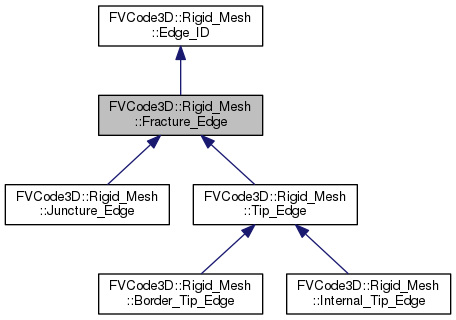 FVCode3D::Rigid_Mesh
::Edge_ID
FVCode3D::Rigid_Mesh
::Fracture_Edge
FVCode3D::Rigid_Mesh
::Juncture_Edge
FVCode3D::Rigid_Mesh
::Tip_Edge
FVCode3D::Rigid_Mesh
::Border_Tip_Edge
FVCode3D::Rigid_Mesh
::Internal_Tip_Edge